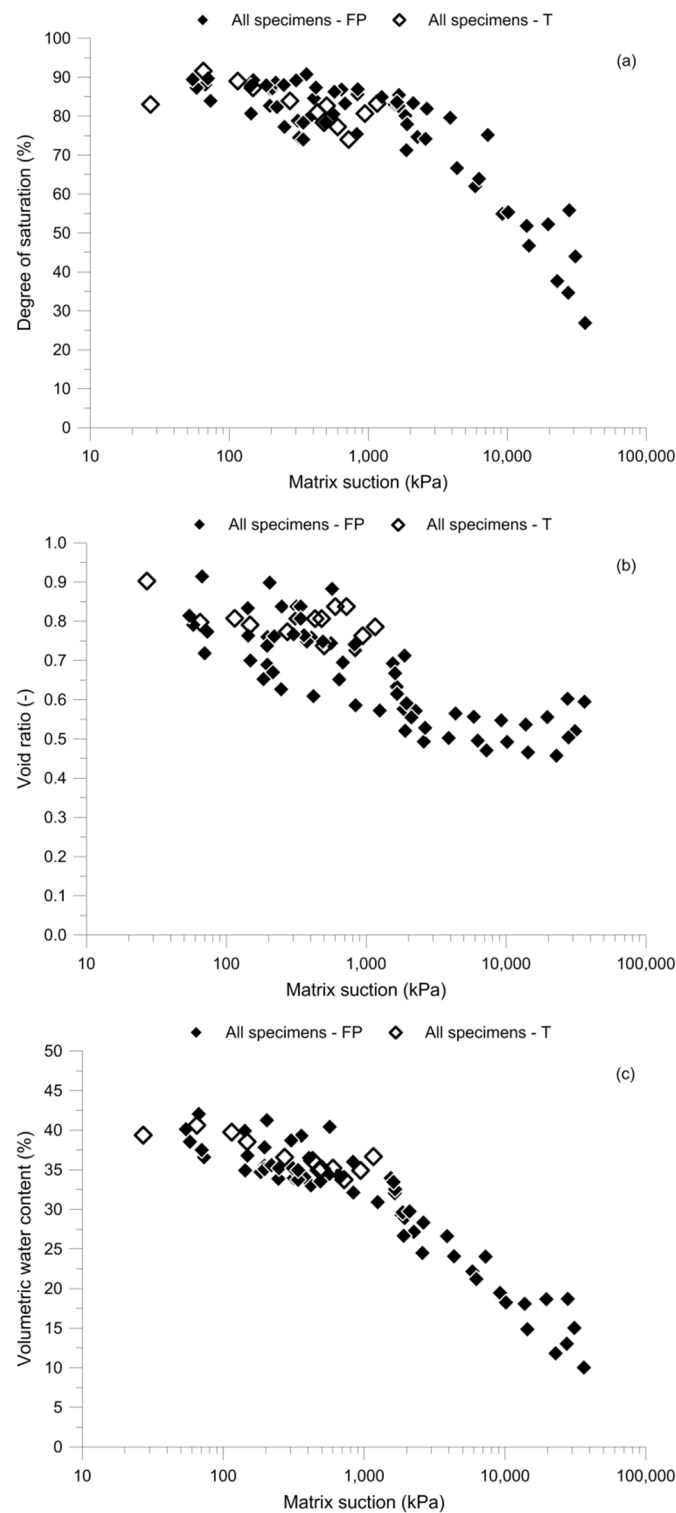 All specimens - FP All specimens - T
(a)
100
90
80
70
60
50
40
30
20
10
0
Degree of saturation (%)
10 100 1,000 10,000 100,000
Matrix suction (kPa)
All specimens - FP All specimens - T
(b)
1.0
0.9
0.8
0.7
0.6
0.5
0.4
0.3
0.2
0.1
0.0
Void ratio (-)
10 100 1,000 10,000 100,000
Matrix suction (kPa)
All specimens - FP All specimens - T
(c)
50
45
40
35
30
25
20
15
10
5
0
Volumetric water content (%)
10 100 1,000 10,000 100,000
Matrix suction (kPa)